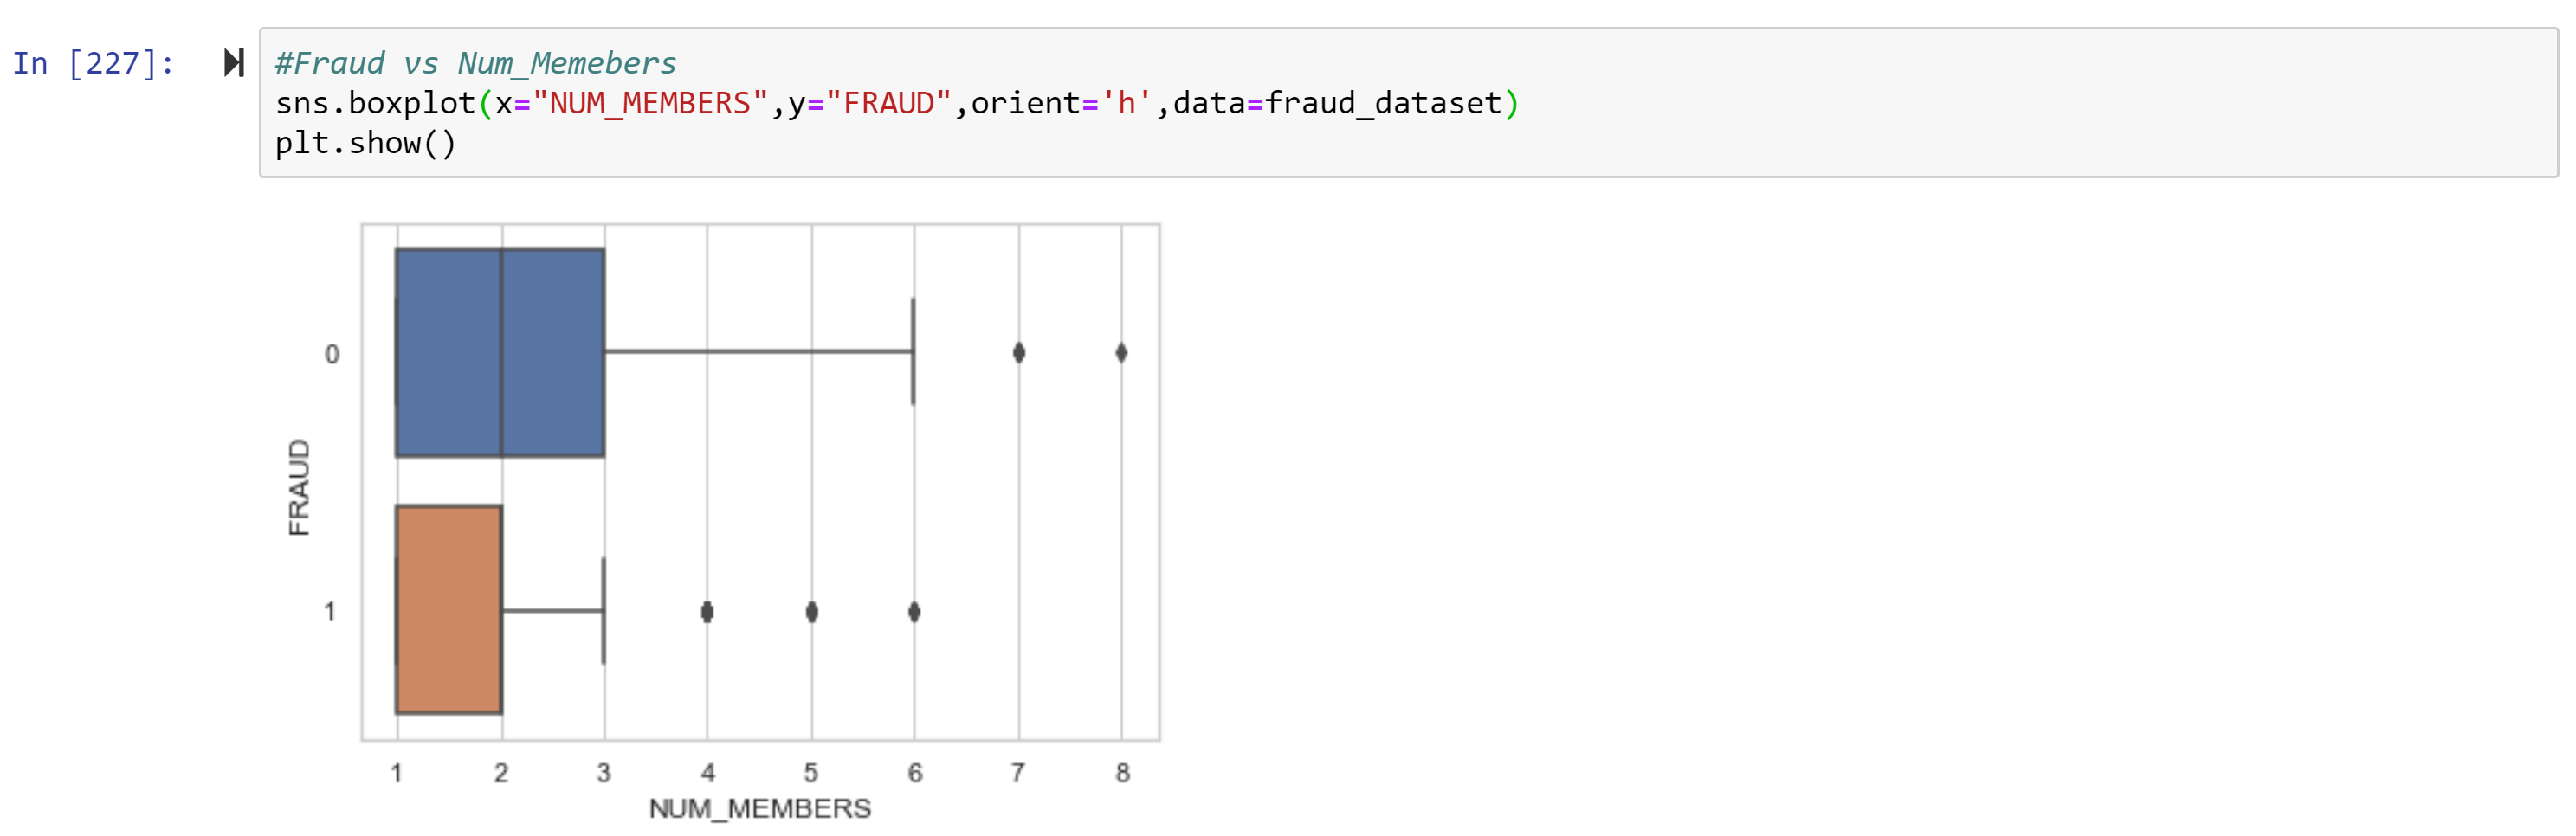 In [227]:
#Fraud vs Num_Memebers
sns.boxplot(x="NUM_MEMBERS",y="FRAUD",orient='h',data=fraud_dataset)
plt.show()
0
FRAUD
1
1 2 3 4 5 6 7 8
NUM_MEMBERS